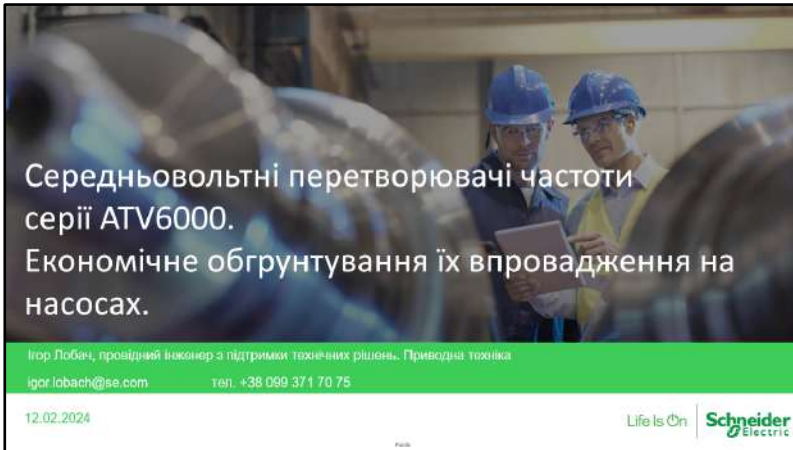 Середньовольтні перетворювачі частоти
серії ATV6000.
Економічне обгрунтування їх впровадження на
насосах.
Ігор Лобач, провідний інженер з підтримки технічних рішень. Приводна техніка
igor.lobach@se.com тел. +38 099 371 70 75
12.02.2024
Life Is On Schneider
Electric